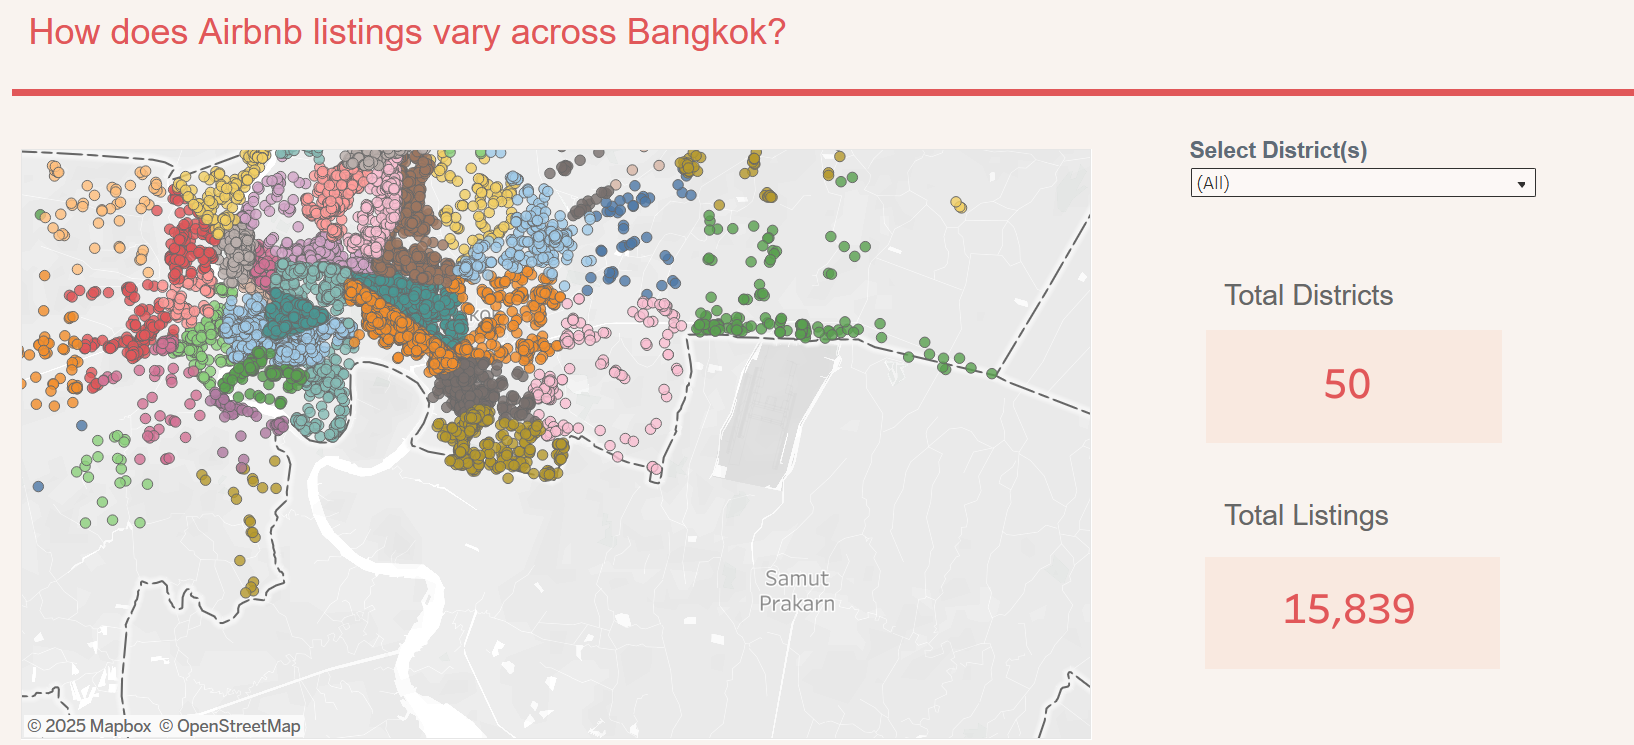 How does Airbnb listings vary across Bangkok?
Select District(s)
(All)
Total Districts
50
Total Listings
15,839
Samut
Prakarn
© 2025 Mapbox © OpenStreetMap